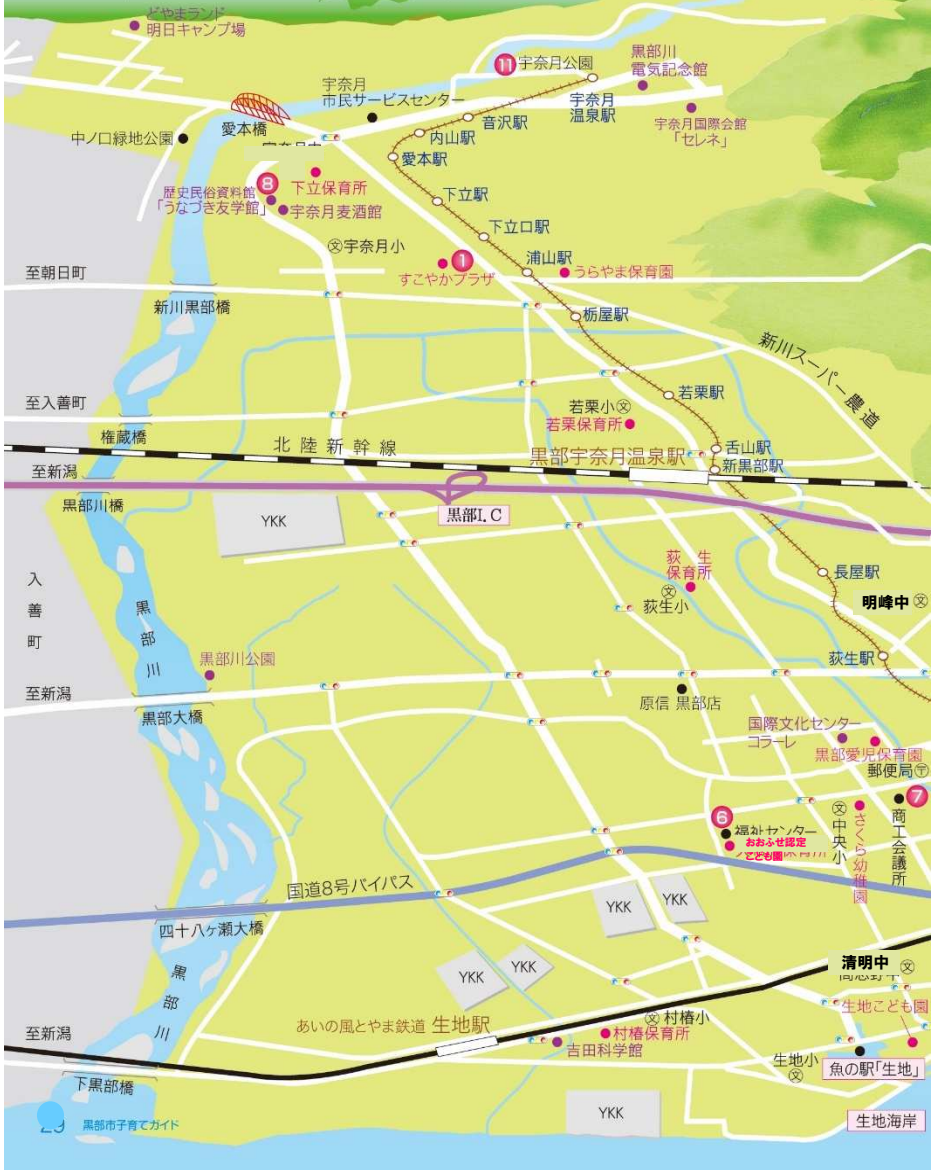 とやまランド
明日キャンプ場
⑪
宇奈月公園
黒部川
電気記念館
宇奈月
市民サービスセンター
宇奈月
温泉駅
宇奈月国際会館
「セレネ」
愛本橋
音沢駅
内山駅
中ノ口緑地公園
愛本駅
⑧
下立保育所
歴史民俗資料館
「うなづき友学館」
宇奈月麦酒館
下立駅
下立口駅
文
宇奈月小
①
すこやかプラザ
浦山駅
うらやま保育園
至朝日町
新川黒部橋
栃屋駅
新川スーパー農道
至入善町
権蔵橋
若栗駅
若栗小
文
若栗保育所
北陸新幹線
黒部宇奈月温泉駅
舌山駅
新黒部駅
至新潟
黒部川橋
YKK
黒部I.C
荻生
保育所
文
荻生小
長屋駅
明峰中
文
入善町
黒部川
黒部川公園
荻生駅
至新潟
黒部大橋
原信 黒部店
国際文化センター
コラーレ
黒部愛児保育園
郵便局
〒
⑥
福祉センター
おおふせ認定
こども園
文
中央小
さくら幼稚園
⑦
商工会議所
国道8号バイパス
四十八ヶ瀬大橋
YKK
YKK
YKK
YKK
黒部川
清明中
文
生地こども園
あいの風とやま鉄道 生地駅
文
村椿小
村椿保育所
吉田科学館
至新潟
下黒部橋
生地小
文
魚の駅「生地」
YKK
生地海岸
黒部市子育てガイド